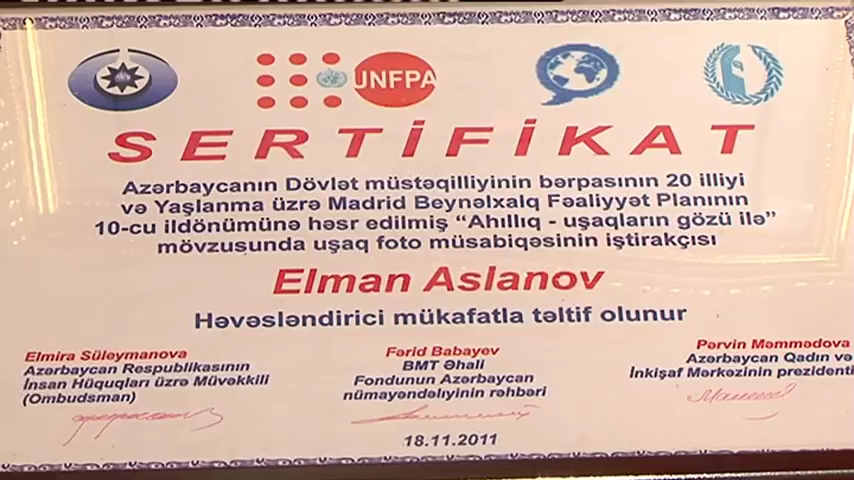 UNFPA
SERTİFİKAT
Azərbaycanın Dövlət müstəqilliyinin bərpasının 20 illiyi
və Yaşlanma üzrə Madrid Beynəlxalq Fəaliyyət Planının
10-cu ildönümünə həsr edilmiş “Ahıllıq - uşaqların gözü ilə”
mövzusunda uşaq foto müsabiqəsinin iştirakçısı
Elman Aslanov
Həvəsləndirici mükafatla təltif olunur
Elmira Süleymanova
Azərbaycan Respublikasının
İnsan Hüquqları üzrə Müvəkkili
(Ombudsman)
Fərid Babayev
BMT Əhali
Fondunun Azərbaycan
nümayəndəliyinin rəhbəri
Pərvin Məmmədova
Azərbaycan Qadın və
İnkişaf Mərkəzinin prezidenti
18.11.2011